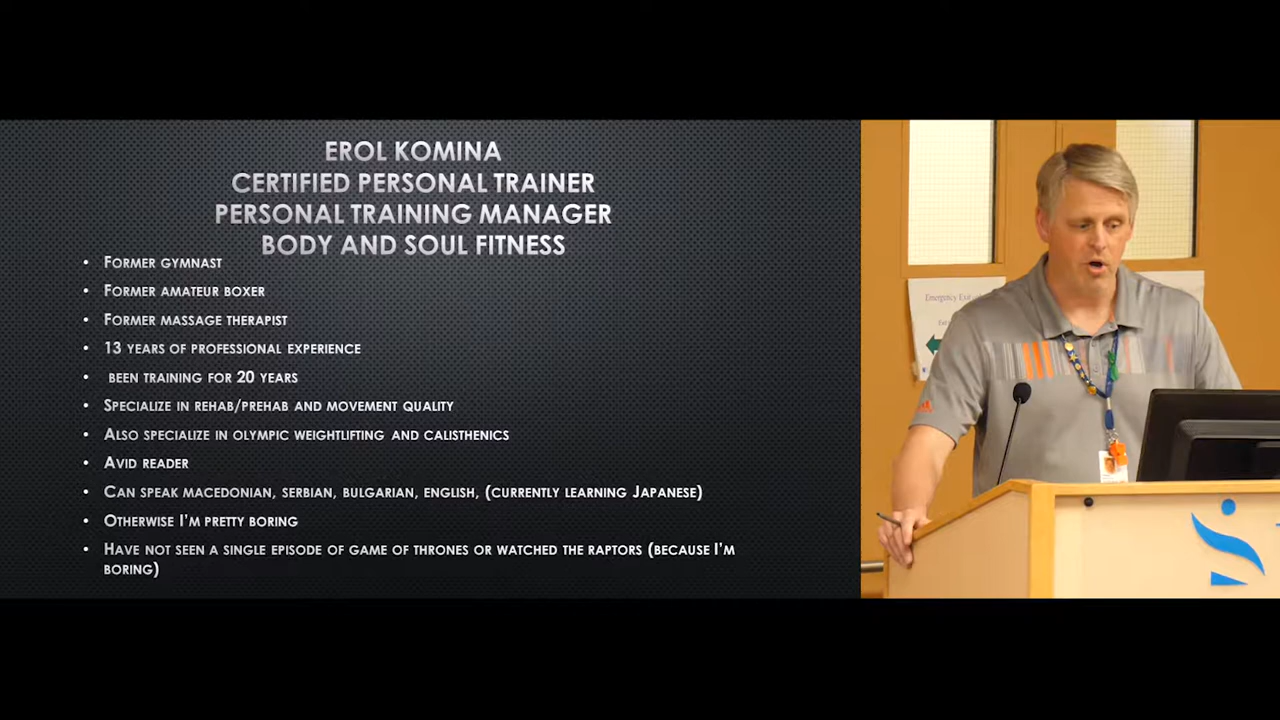 EROL KOMINA
CERTIFIED PERSONAL TRAINER
PERSONAL TRAINING MANAGER
BODY AND SOUL FITNESS
• FORMER GYMNAST
• FORMER AMATEUR BOXER
• FORMER MASSAGE THERAPIST
• 13 YEARS OF PROFESSIONAL EXPERIENCE
• BEEN TRAINING FOR 20 YEARS
• SPECIALIZE IN REHAB/PREHAB AND MOVEMENT QUALITY
• ALSO SPECIALIZE IN OLYMPIC WEIGHTLIFTING AND CALISTHENICS
• AVID READER
• CAN SPEAK MACEDONIAN, SERBIAN, BULGARIAN, ENGLISH, (CURRENTLY LEARNING JAPANESE)
• OTHERWISE I'M PRETTY BORING
• HAVE NOT SEEN A SINGLE EPISODE OF GAME OF THRONES OR WATCHED THE RAPTORS (BECAUSE I'M
BORING)
Emergency